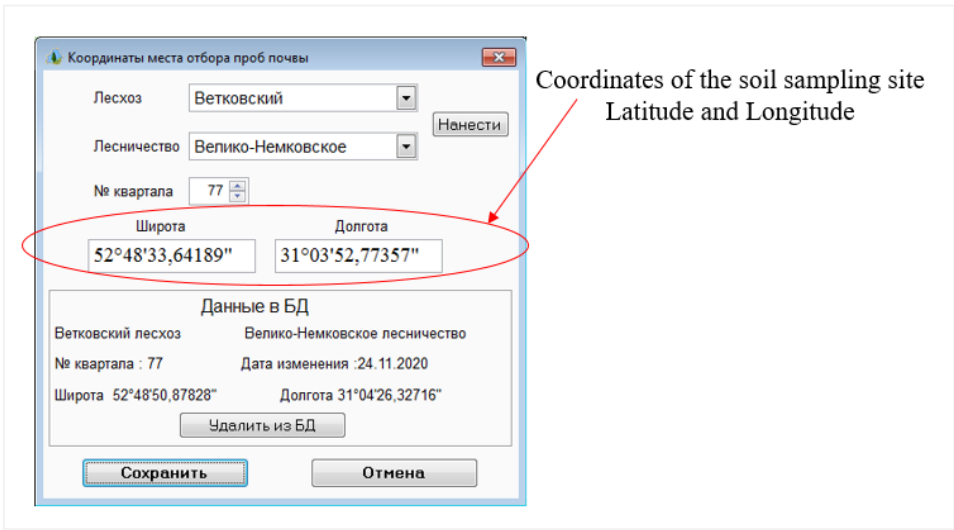 Координаты места отбора проб почвы
Coordinates of the soil sampling site
Latitude and Longitude
Лесхоз Ветковский
Нанести
Лесничество Велико-Немковское
№ квартала 77
Широта Долгота
52°48'33,64189" 31°03'52,77357"
Данные в БД
Ветковский лесхоз Велико-Немковское лесничество
№ квартала : 77 Дата изменения :24.11.2020
Широта 52°48'50,87828" Долгота 31°04'26,32716"
Удалить из БД
Сохранить Отмена